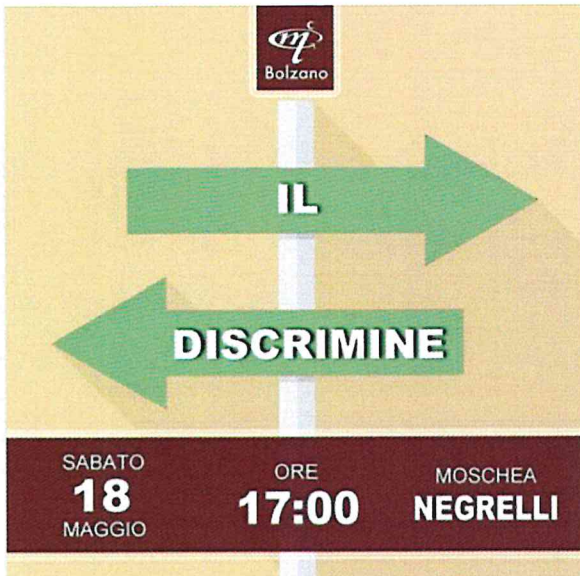 Bolzano
IL
DISCRIMINE
SABATO
18
MAGGIO
ORE
17:00
MOSCHEA
NEGRELLI